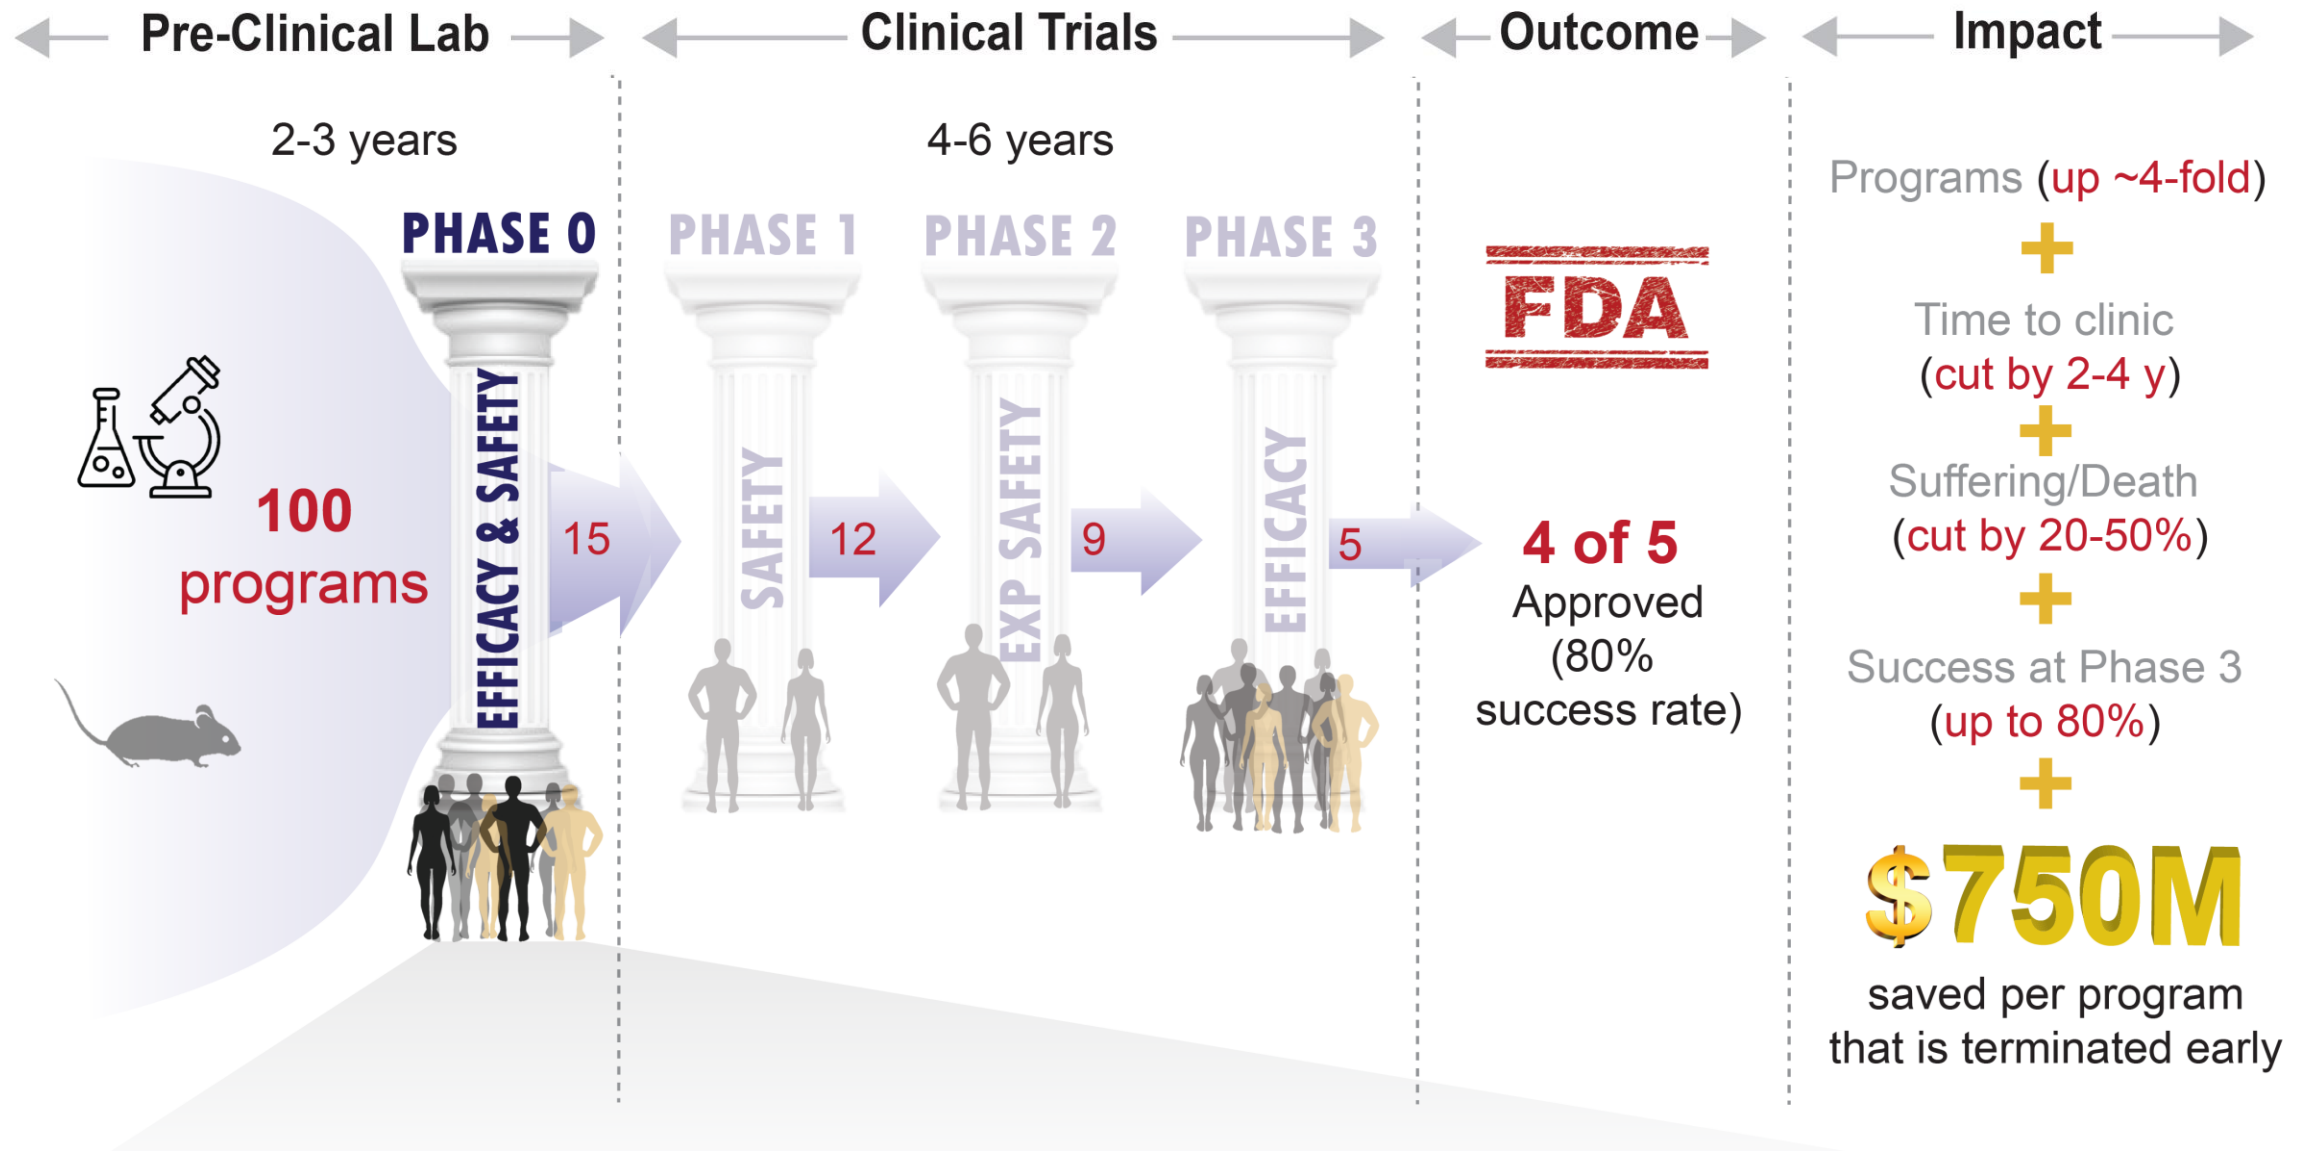 Pre-Clinical Lab
Clinical Trials
Outcome
Impact
2-3 years
4-6 years
PHASE 0
PHASE 1
PHASE 2
PHASE 3
EFFICACY & SAFETY
SAFETY
EXP SAFETY
EFFICACY
100
programs
15
12
9
5
FDA
4 of 5
Approved
(80%
success rate)
Programs (up ~4-fold)
+
Time to clinic
(cut by 2-4 y)
+
Suffering/Death
(cut by 20-50%)
+
Success at Phase 3
(up to 80%)
+
$750M
saved per program
that is terminated early